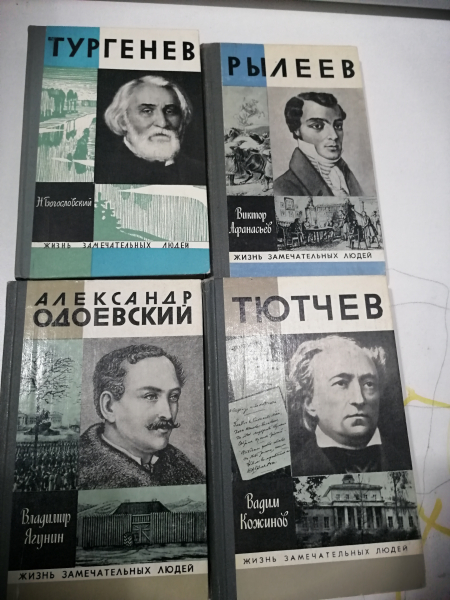 ТУРГЕНЕВ
Н. Богословский
ЖИЗНЬ ЗАМЕЧАТЕЛЬНЫХ ЛЮДЕЙ
РЫЛЕЕВ
Виктор
Афанасьев
ЖИЗНЬ ЗАМЕЧАТЕЛЬНЫХ ЛЮДЕЙ
АЛЕКСАНДР
ОДОЕВСКИЙ
Владимир
Ягунин
ЖИЗНЬ ЗАМЕЧАТЕЛЬНЫХ ЛЮДЕЙ
ТЮТЧЕВ
Вадим
Кожинов
ЖИЗНЬ ЗАМЕЧАТЕЛЬНЫХ ЛЮДЕЙ